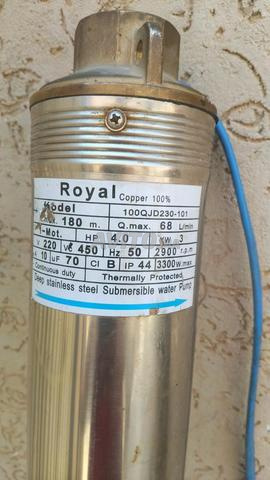 Royal Copper 100%
Model 100QJD230-101
180 m. Q.max. 68 L/min
-Mot. HP 4.0 KW 3
V 220 Vc 450 Hz 50 2900 r.p.m
A 10 uF 70 Cl B IP 44 3300w.max
Continuous duty Thermally Protected
Deep stainless steel Submersible water Pump